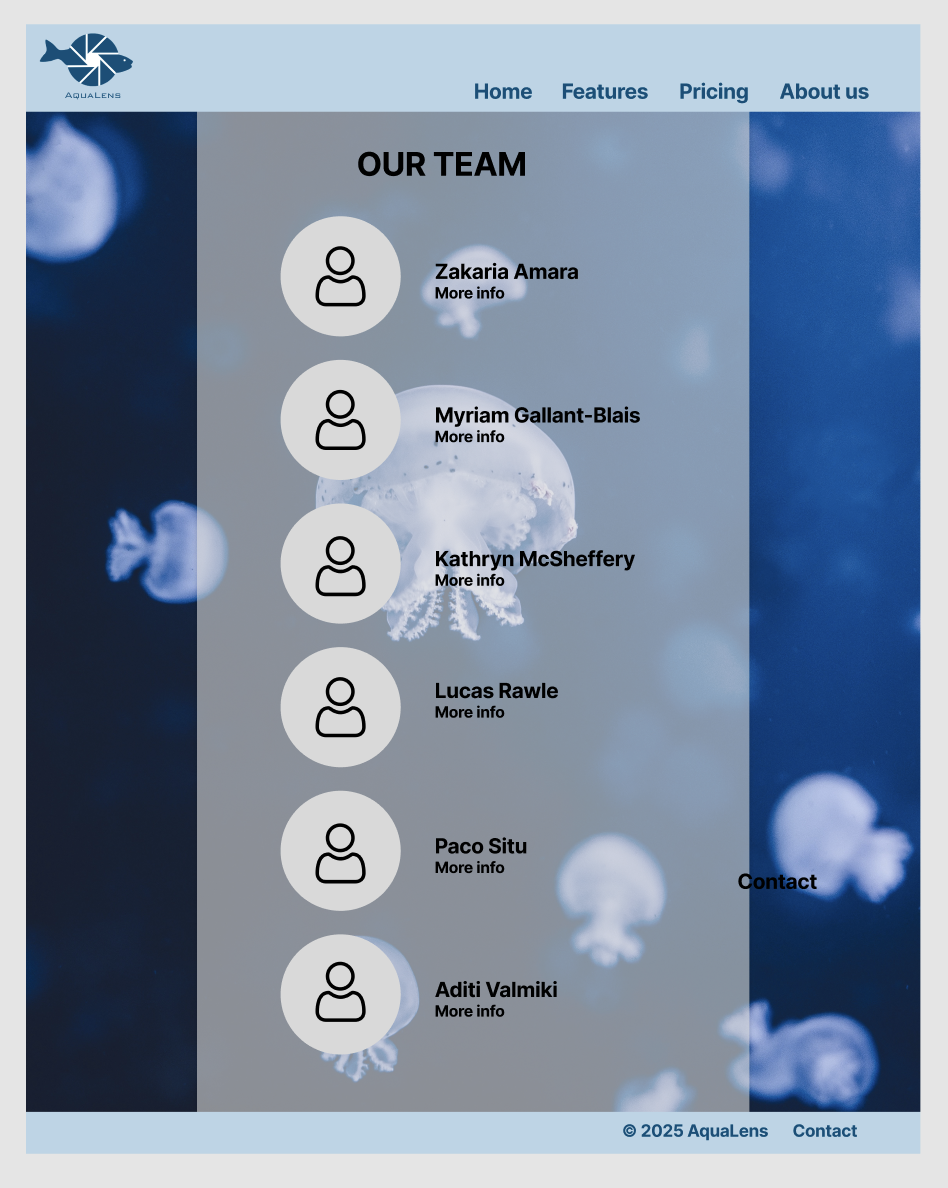 AquaLens
Home Features Pricing About us
OUR TEAM
Zakaria Amara
More info
Myriam Gallant-Blais
More info
Kathryn McSheffery
More info
Lucas Rawle
More info
Paco Situ
More info
Contact
Aditi Valmiki
More info
© 2025 AquaLens Contact